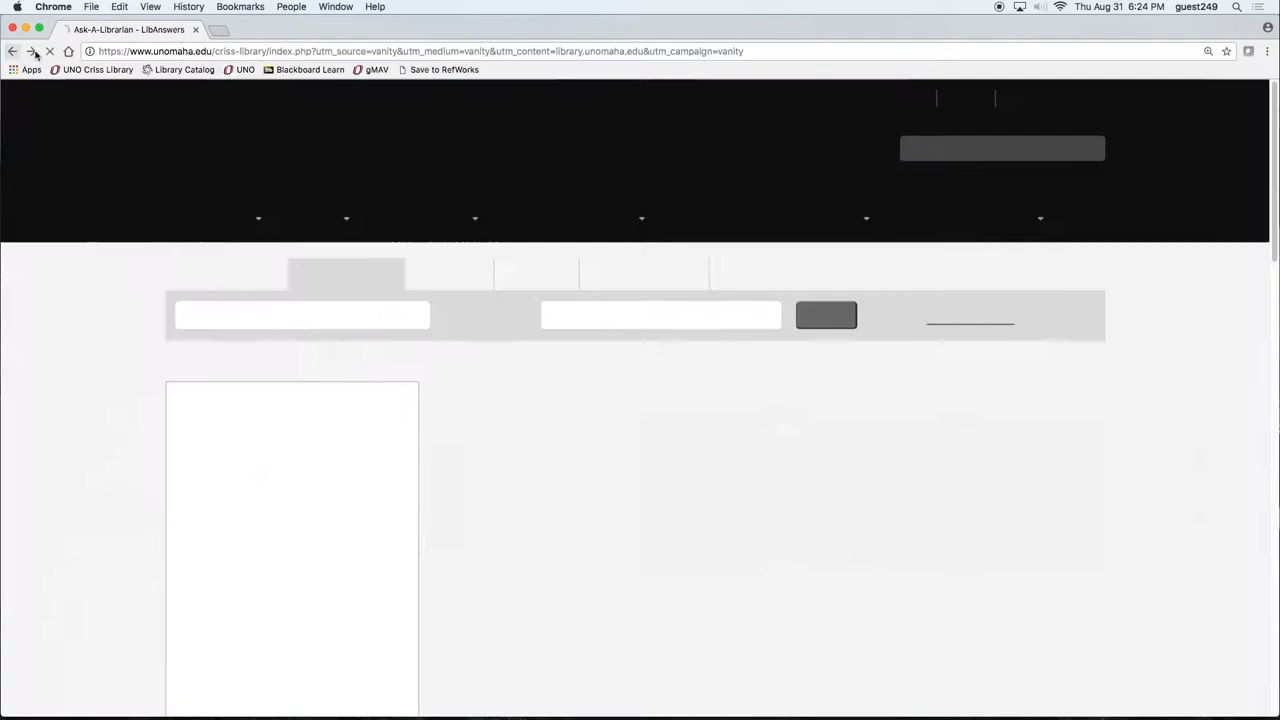 Chrome File Edit View History Bookmarks People Window Help Thu Aug 31 6:24 PM guest249
Ask-A-Librarian - LibAnswers
https://www.unomaha.edu/criss-library/index.php?utm_source=vanity&utm_medium=vanity&utm_content=library.unomaha.edu&utm_campaign=vanity
Apps UNO Criss Library Library Catalog UNO Blackboard Learn gMAV Save to RefWorks